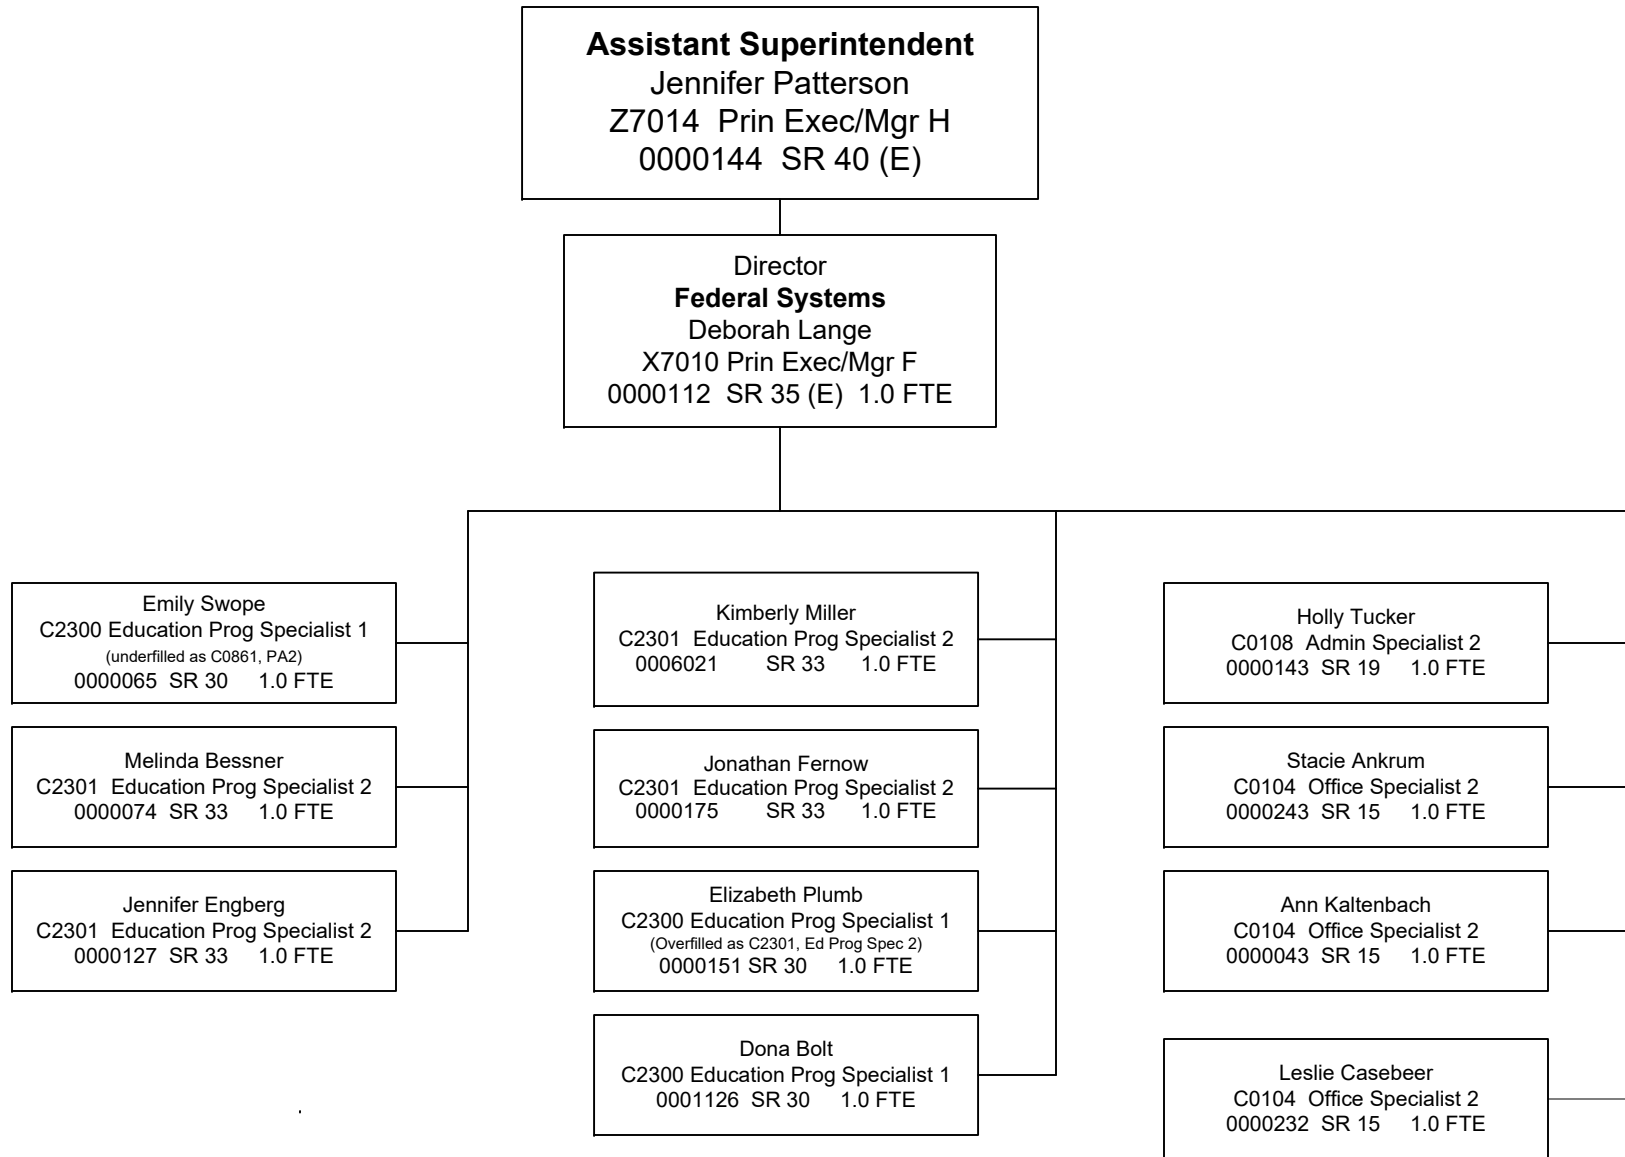 Assistant Superintendent
Jennifer Patterson
Z7014 Prin Exec/Mgr H
0000144 SR 40 (E)
Director
Federal Systems
Deborah Lange
X7010 Prin Exec/Mgr F
0000112 SR 35 (E) 1.0 FTE
Emily Swope
C2300 Education Prog Specialist 1
(underfilled as C0861, PA2)
0000065 SR 30 1.0 FTE
Melinda Bessner
C2301 Education Prog Specialist 2
0000074 SR 33 1.0 FTE
Jennifer Engberg
C2301 Education Prog Specialist 2
0000127 SR 33 1.0 FTE
Kimberly Miller
C2301 Education Prog Specialist 2
0006021 SR 33 1.0 FTE
Jonathan Fernow
C2301 Education Prog Specialist 2
0000175 SR 33 1.0 FTE
Elizabeth Plumb
C2300 Education Prog Specialist 1
(Overfilled as C2301, Ed Prog Spec 2)
0000151 SR 30 1.0 FTE
Dona Bolt
C2300 Education Prog Specialist 1
0001126 SR 30 1.0 FTE
Holly Tucker
C0108 Admin Specialist 2
0000143 SR 19 1.0 FTE
Stacie Ankrum
C0104 Office Specialist 2
0000243 SR 15 1.0 FTE
Ann Kaltenbach
C0104 Office Specialist 2
0000043 SR 15 1.0 FTE
Leslie Casebeer
C0104 Office Specialist 2
0000232 SR 15 1.0 FTE